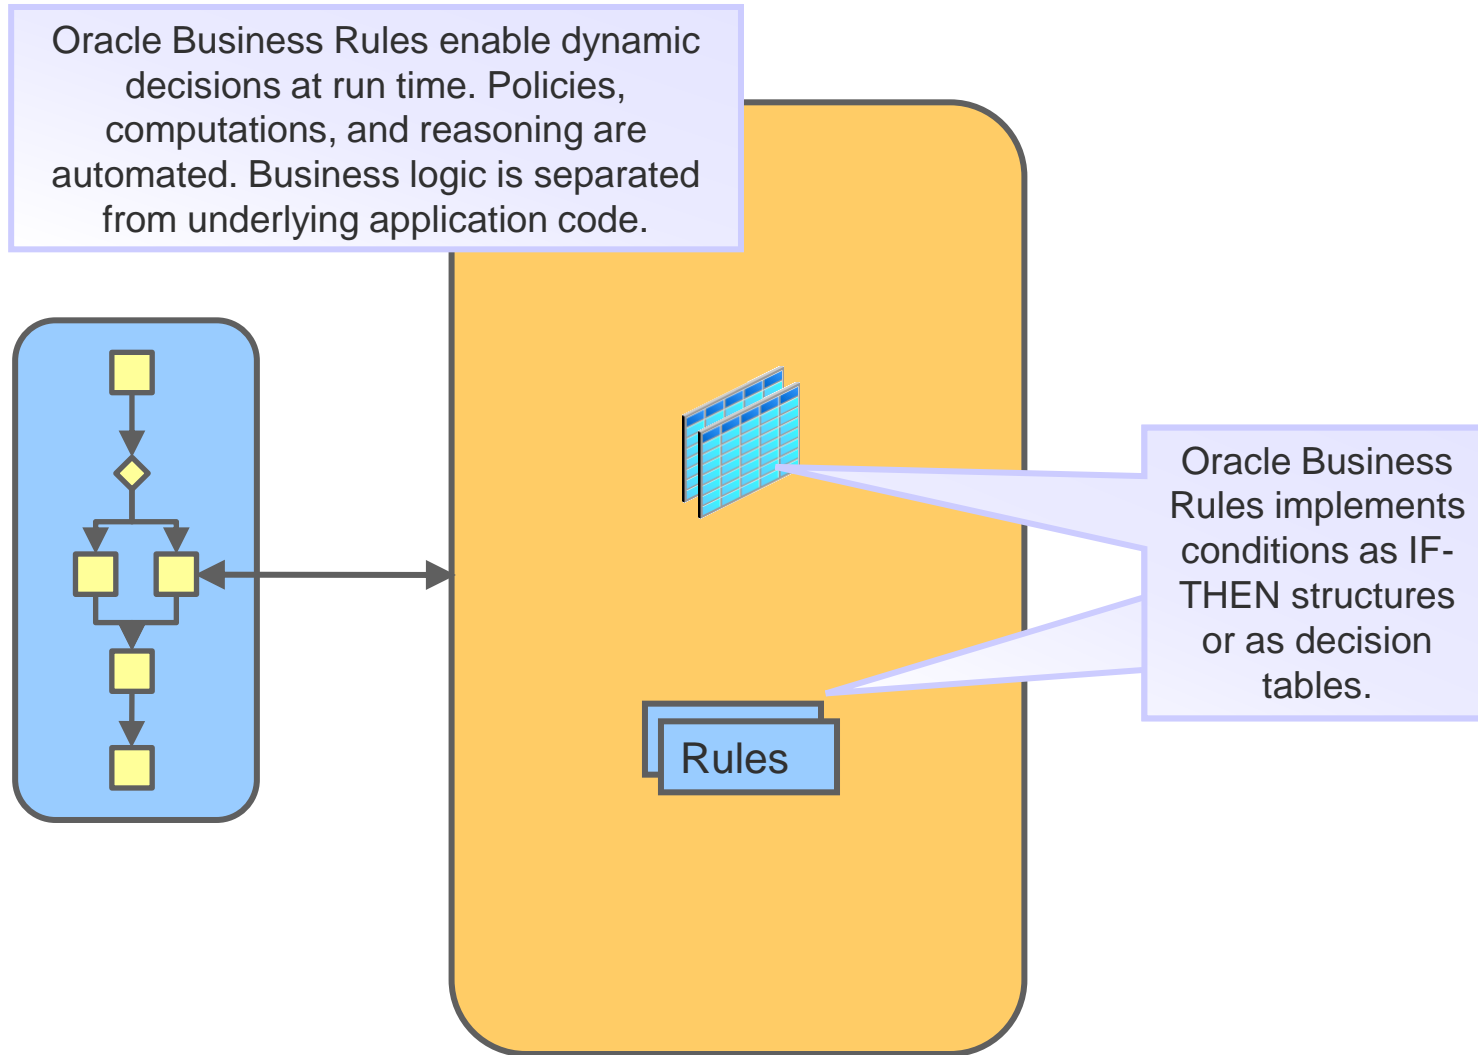 Oracle Business Rules enable dynamic
decisions at run time. Policies,
computations, and reasoning are
automated. Business logic is separated
from underlying application code.
Oracle Business
Rules implements
conditions as IF-
THEN structures
or as decision
tables.
Rules